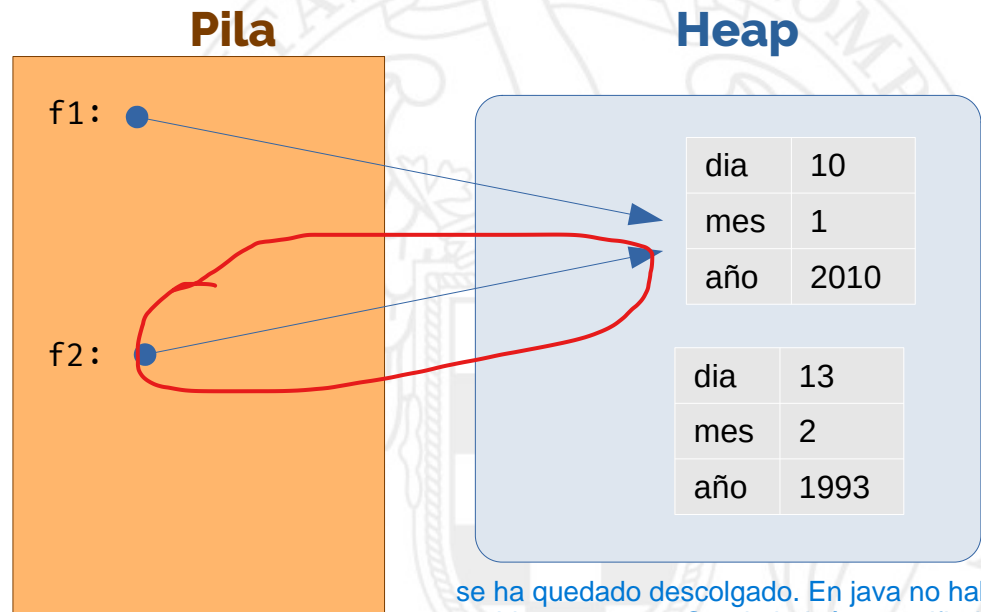 Pila
Heap
f1:
dia 10
mes 1
año 2010
f2:
dia 13
mes 2
año 1993
se ha quedado descolgado. En java no